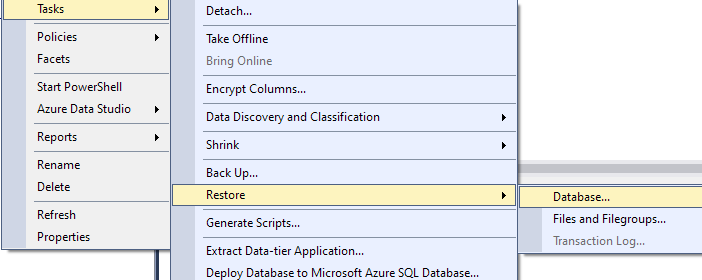 Tasks
Policies
Facets
Start PowerShell
Azure Data Studio
Reports
Rename
Delete
Refresh
Properties
Detach...
Take Offline
Bring Online
Encrypt Columns...
Data Discovery and Classification
Shrink
Back Up...
Restore
Generate Scripts...
Extract Data-tier Application...
Deploy Database to Microsoft Azure SQL Database...
Database...
Files and Filegroups...
Transaction Log...